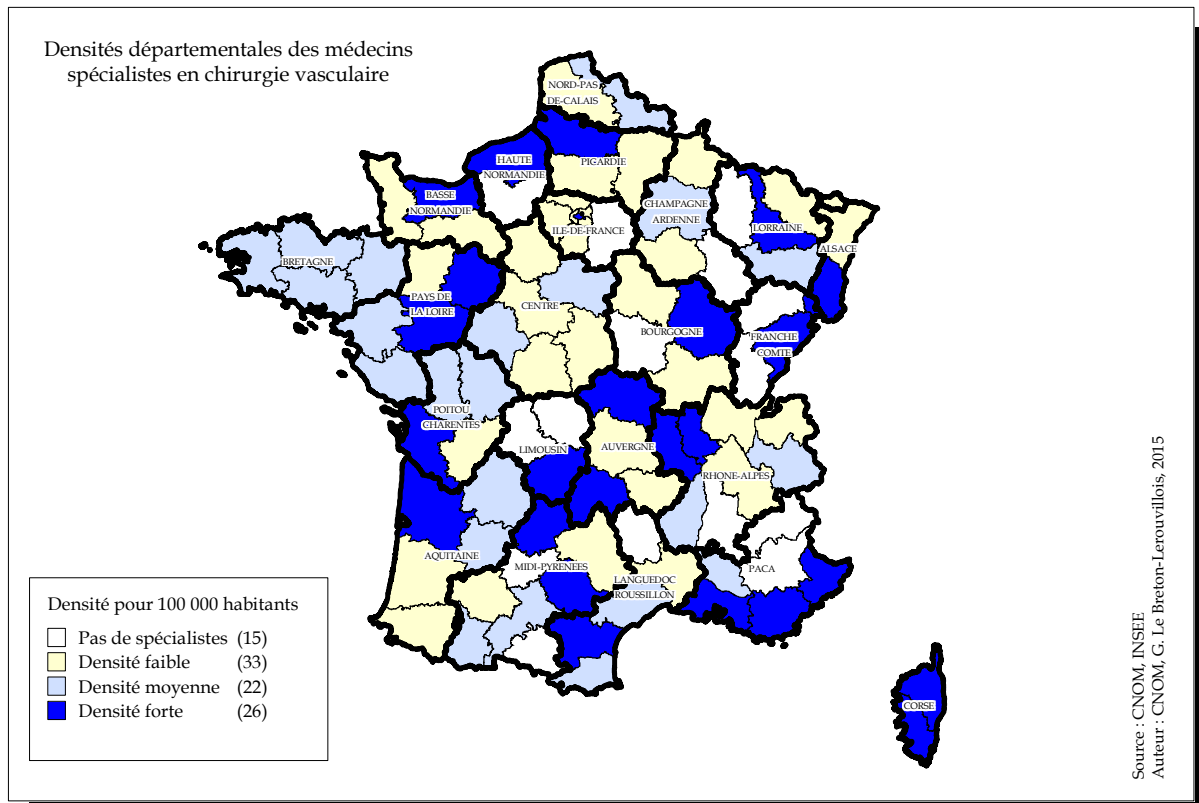 Densités départementales des médecins
spécialistes en chirurgie vasculaire
NORD-PAS
DE-CALAIS
HAUTE
NORMANDIE
PICARDIE
BASSE
NORMANDIE
CHAMPAGNE
ARDENNE
ILE-DE-FRANCE
LORRAINE
ALSACE
BRETAGNE
PAYS DE
LA LOIRE
CENTRE
BOURGOGNE
FRANCHE
COMTE
POITOU
CHARENTES
LIMOUSIN
AUVERGNE
RHONE-ALPES
AQUITAINE
MIDI-PYRENEES
LANGUEDOC
ROUSSILLON
PACA
CORSE
Densité pour 100 000 habitants
Pas de spécialistes (15)
Densité faible (33)
Densité moyenne (22)
Densité forte (26)
Source : CNOM, INSEE
Auteur : CNOM, G. Le Breton-Lerouvillois, 2015